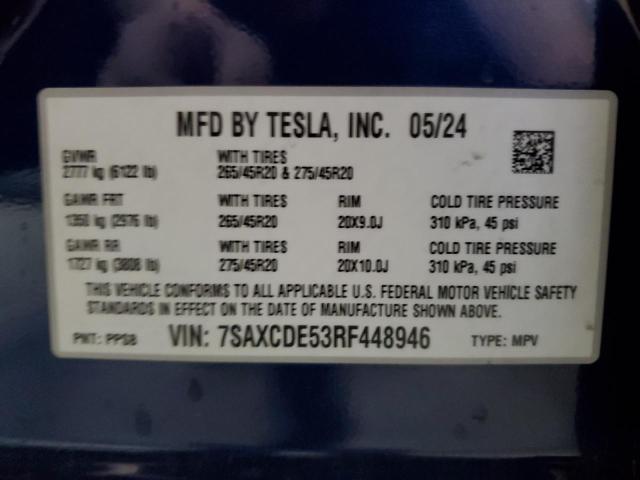 MFD BY TESLA, INC. 05/24
GVWR WITH TIRES
2777 kg (6122 lb) 265/45R20 & 275/45R20
GAWR FRT WITH TIRES RIM COLD TIRE PRESSURE
1350 kg (2976 lb) 265/45R20 20X9.0J 310 kPa, 45 psi
GAWR RR WITH TIRES RIM COLD TIRE PRESSURE
1727 kg (3808 lb) 275/45R20 20X10.0J 310 kPa, 45 psi
THIS VEHICLE CONFORMS TO ALL APPLICABLE U.S. FEDERAL MOTOR VEHICLE SAFETY
STANDARDS IN EFFECT ON THE DATE OF MANUFACTURE SHOWN ABOVE.
PNT: PPSB VIN: 7SAXCDE53RF448946 TYPE: MPV